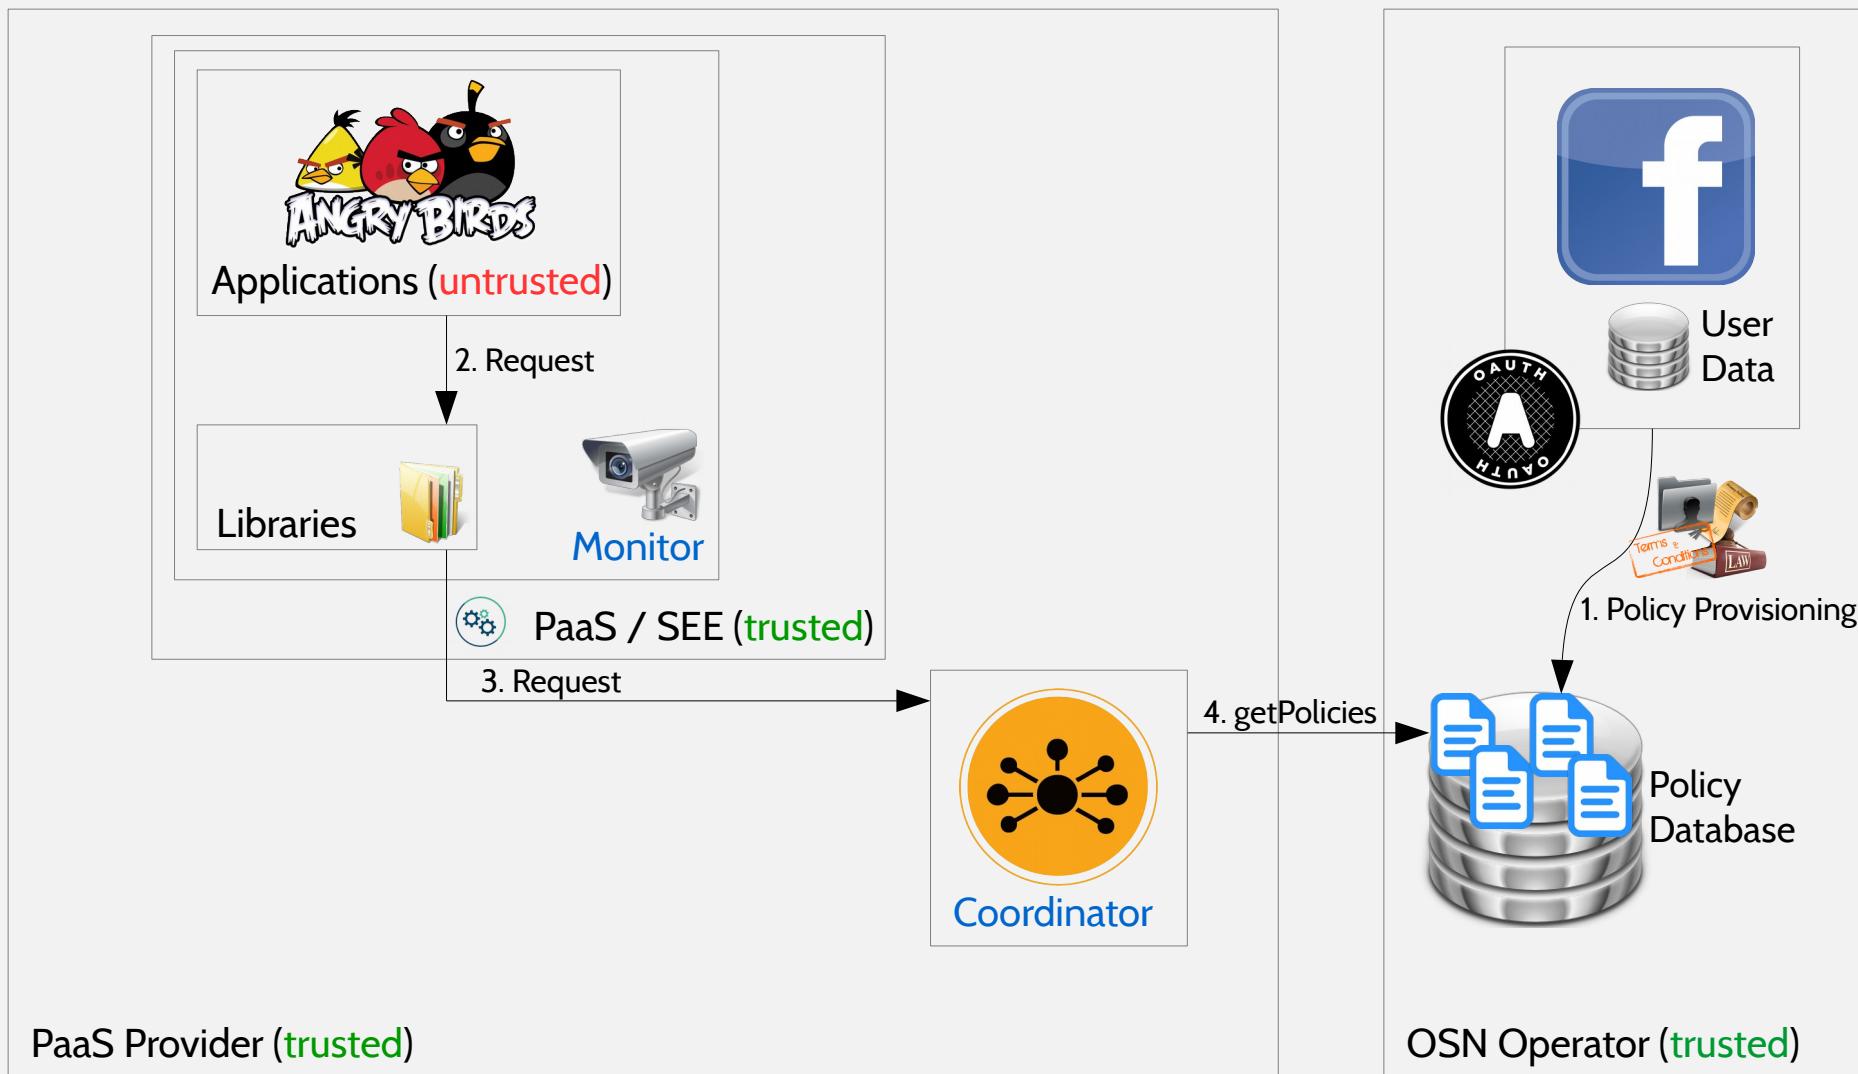 ANGRY BIRDS
Applications (untrusted)
2. Request
Libraries
Monitor
PaaS / SEE (trusted)
3. Request
Coordinator
PaaS Provider (trusted)
4. getPolicies
f
User
Data
OAUTH
A
OAUTH
Terms &
Conditions
LAW
1. Policy Provisioning
Policy
Database
OSN Operator (trusted)